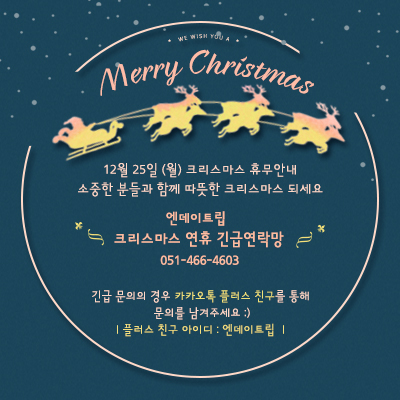 WE WISH YOU A
Merry Christmas
12월 25일 (월) 크리스마스 휴무안내
소중한 분들과 함께 따뜻한 크리스마스 되세요
엔데이트립
크리스마스 연휴 긴급연락망
051-466-4603
긴급 문의의 경우 카카오톡 플러스 친구를 통해
문의를 남겨주세요 :)
| 플러스 친구 아이디 : 엔데이트립 |